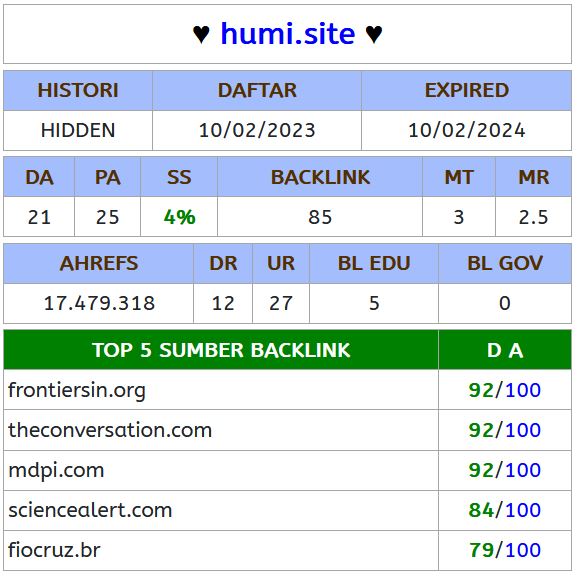 ♥ humi.site ♥
HISTORI DAFTAR EXPIRED
HIDDEN 10/02/2023 10/02/2024
DA PA SS BACKLINK MT MR
21 25 4% 85 3 2.5
AHREFS DR UR BL EDU BL GOV
17.479.318 12 27 5 0
TOP 5 SUMBER BACKLINK D A
frontiersin.org 92/100
theconversation.com 92/100
mdpi.com 92/100
sciencealert.com 84/100
fiocruz.br 79/100